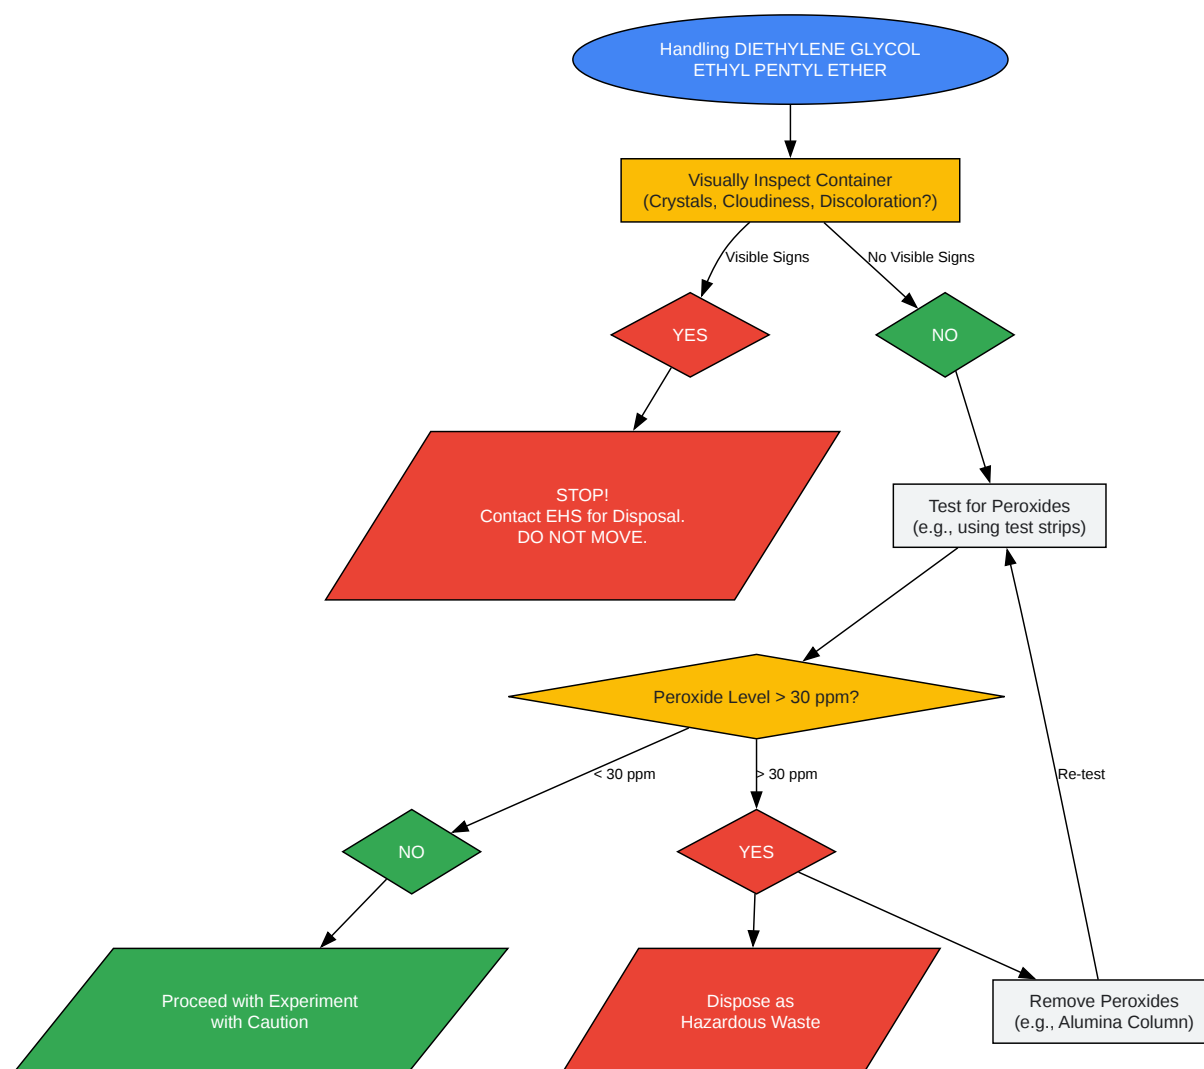 Handling DIETHYLENE GLYCOL
ETHYL PENTYL ETHER
Visually Inspect Container
(Crystals, Cloudiness, Discoloration?)
Visible Signs
No Visible Signs
YES
NO
STOP!
Contact EHS for Disposal.
DO NOT MOVE.
Test for Peroxides
(e.g., using test strips)
Peroxide Level > 30 ppm?
< 30 ppm
> 30 ppm
Re-test
NO
YES
Proceed with Experiment
with Caution
Dispose as
Hazardous Waste
Remove Peroxides
(e.g., Alumina Column)